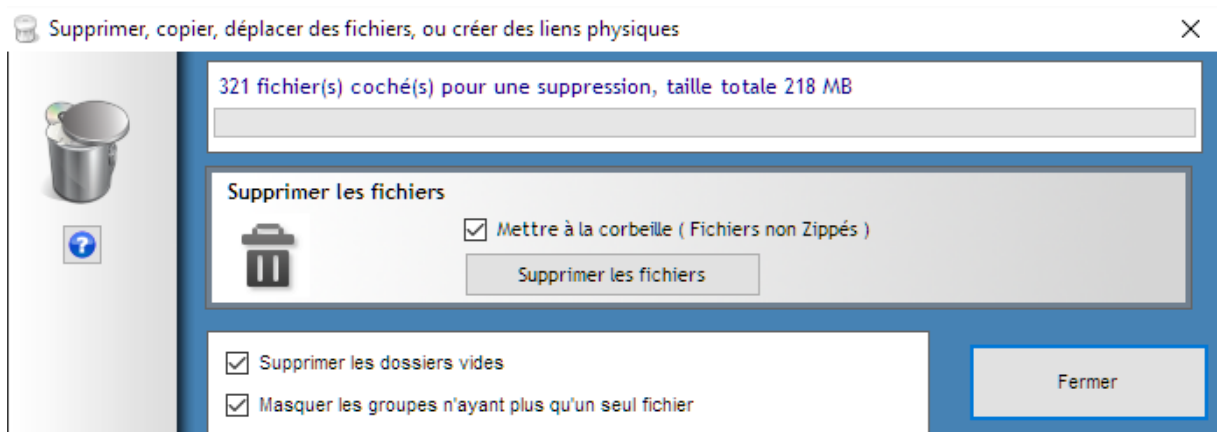 Supprimer, copier, déplacer des fichiers, ou créer des liens physiques
321 fichier(s) coché(s) pour une suppression, taille totale 218 MB
Supprimer les fichiers
Mettre à la corbeille ( Fichiers non Zippés )
Supprimer les fichiers
Supprimer les dossiers vides
Masquer les groupes n'ayant plus qu'un seul fichier
Fermer